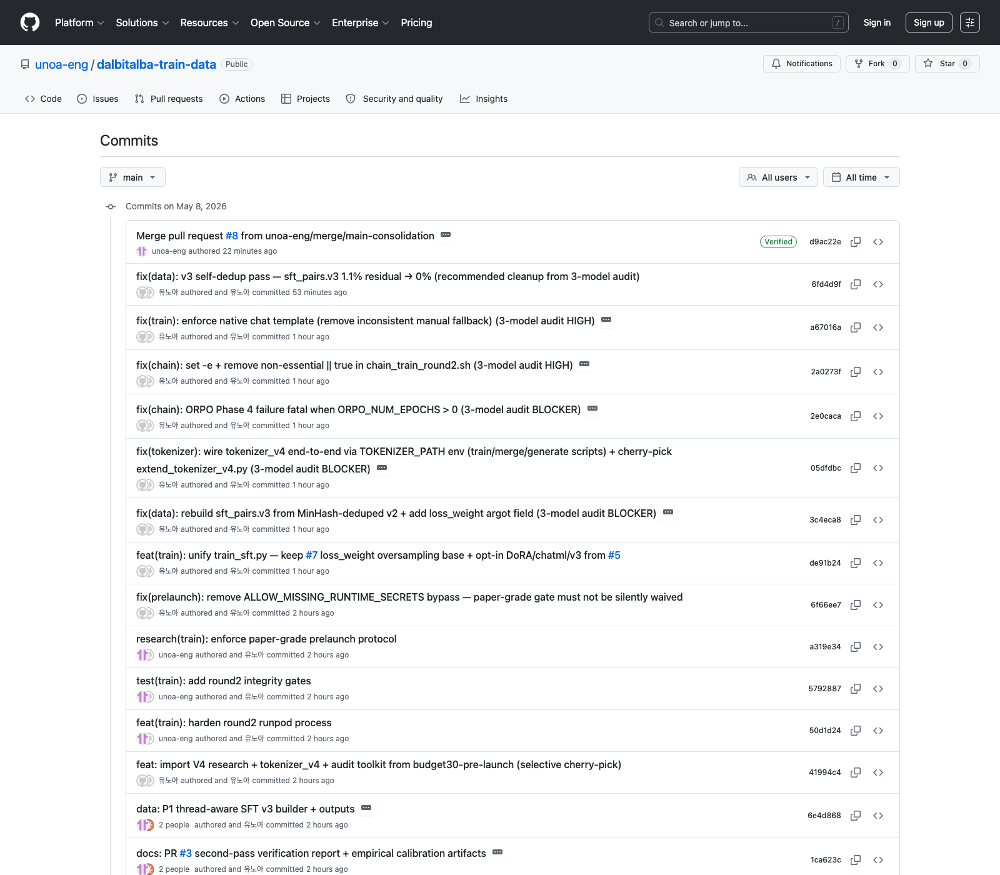 Platform
Solutions
Resources
Open Source
Enterprise
Pricing
Search or jump to...
/
Sign in
Sign up
unoa-eng / dalbitalba-train-data
Public
Notifications
Fork 0
Star 0
Code
Issues
Pull requests
Actions
Projects
Security and quality
Insights
Commits
main
All users
All time
Commits on May 8, 2026
Merge pull request #8 from unoa-eng/merge/main-consolidation
unoa-eng authored 22 minutes ago
Verified
d9ac22e
fix(data): v3 self-dedup pass — sft_pairs.v3 1.1% residual → 0% (recommended cleanup from 3-model audit)
유노아 authored and 유노아 committed 53 minutes ago
6fd4d9f
fix(train): enforce native chat template (remove inconsistent manual fallback) (3-model audit HIGH)
유노아 authored and 유노아 committed 1 hour ago
a67016a
fix(chain): set -e + remove non-essential || true in chain_train_round2.sh (3-model audit HIGH)
유노아 authored and 유노아 committed 1 hour ago
2a0273f
fix(chain): ORPO Phase 4 failure fatal when ORPO_NUM_EPOCHS > 0 (3-model audit BLOCKER)
유노아 authored and 유노아 committed 1 hour ago
2e0caca
fix(tokenizer): wire tokenizer_v4 end-to-end via TOKENIZER_PATH env (train/merge/generate scripts) + cherry-pick
extend_tokenizer_v4.py (3-model audit BLOCKER)
유노아 authored and 유노아 committed 1 hour ago
05dfdbc
fix(data): rebuild sft_pairs.v3 from MinHash-deduped v2 + add loss_weight argot field (3-model audit BLOCKER)
유노아 authored and 유노아 committed 1 hour ago
3c4eca8
feat(train): unify train_sft.py — keep #7 loss_weight oversampling base + opt-in DoRA/chatml/v3 from #5
유노아 authored and 유노아 committed 1 hour ago
de91b24
fix(prelaunch): remove ALLOW_MISSING_RUNTIME_SECRETS bypass — paper-grade gate must not be silently waived
유노아 authored and 유노아 committed 2 hours ago
6f66ee7
research(train): enforce paper-grade prelaunch protocol
unoa-eng authored and 유노아 committed 2 hours ago
a319e34
test(train): add round2 integrity gates
unoa-eng authored and 유노아 committed 2 hours ago
5792887
feat(train): harden round2 runpod process
unoa-eng authored and 유노아 committed 2 hours ago
50d1d24
feat: import V4 research + tokenizer_v4 + audit toolkit from budget30-pre-launch (selective cherry-pick)
유노아 authored and 유노아 committed 2 hours ago
41994c4
data: P1 thread-aware SFT v3 builder + outputs
2 people authored and 유노아 committed 2 hours ago
6e4d868
docs: PR #3 second-pass verification report + empirical calibration artifacts
2 people authored and 유노아 committed 2 hours ago
1ca623c